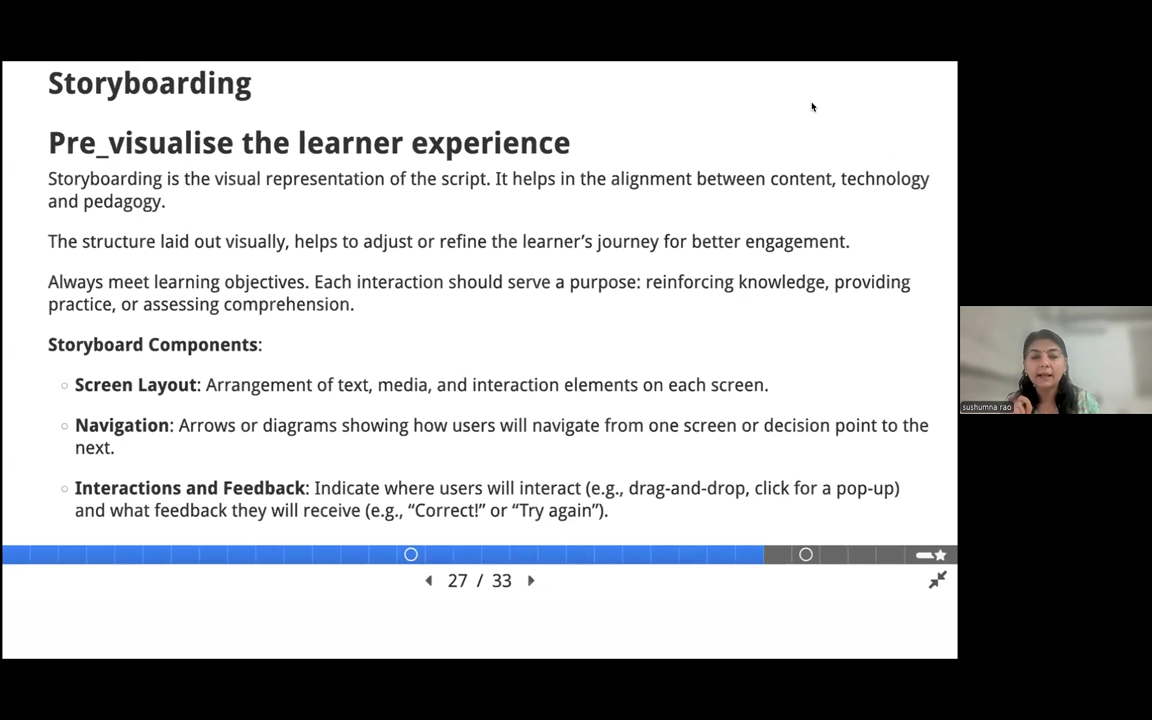 Storyboarding
Pre_visualise the learner experience
Storyboarding is the visual representation of the script. It helps in the alignment between content, technology
and pedagogy.
The structure laid out visually, helps to adjust or refine the learner’s journey for better engagement.
Always meet learning objectives. Each interaction should serve a purpose: reinforcing knowledge, providing
practice, or assessing comprehension.
Storyboard Components:
Screen Layout: Arrangement of text, media, and interaction elements on each screen.
Navigation: Arrows or diagrams showing how users will navigate from one screen or decision point to the
next.
Interactions and Feedback: Indicate where users will interact (e.g., drag-and-drop, click for a pop-up)
and what feedback they will receive (e.g., “Correct!” or “Try again”).
27 / 33
sushumna rao